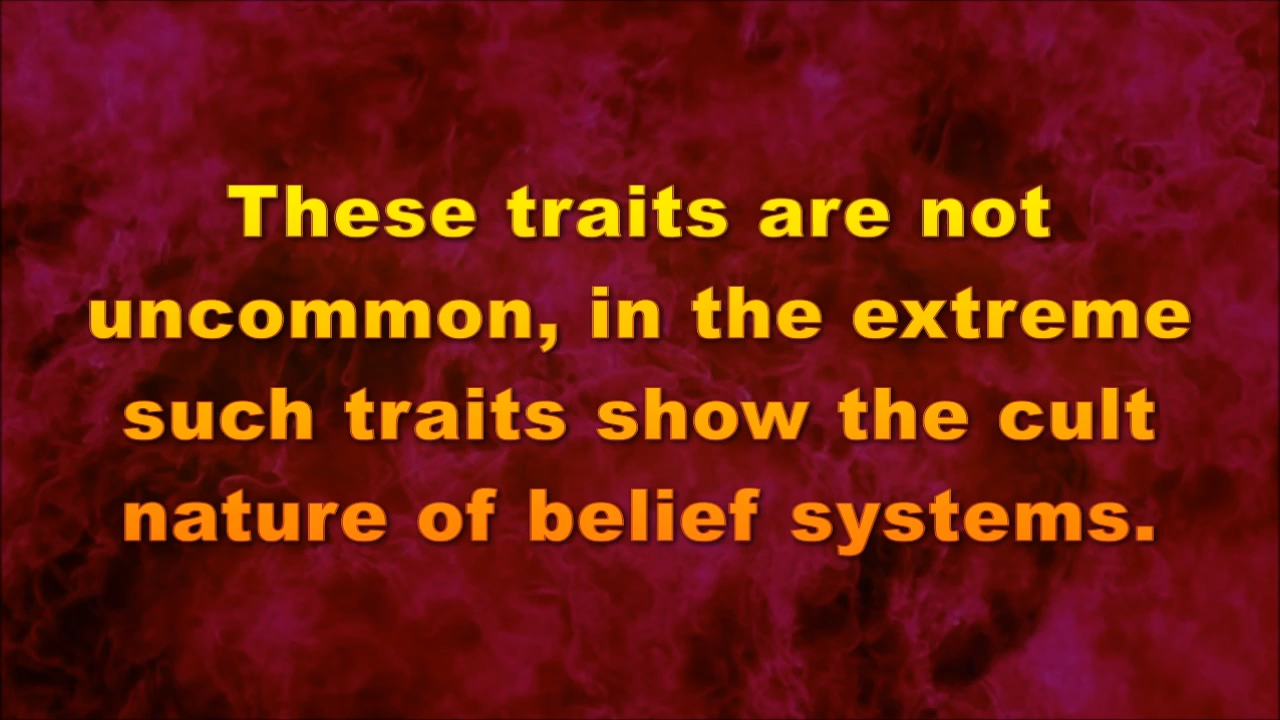 These traits are not
uncommon, in the extreme
such traits show the cult
nature of belief systems.